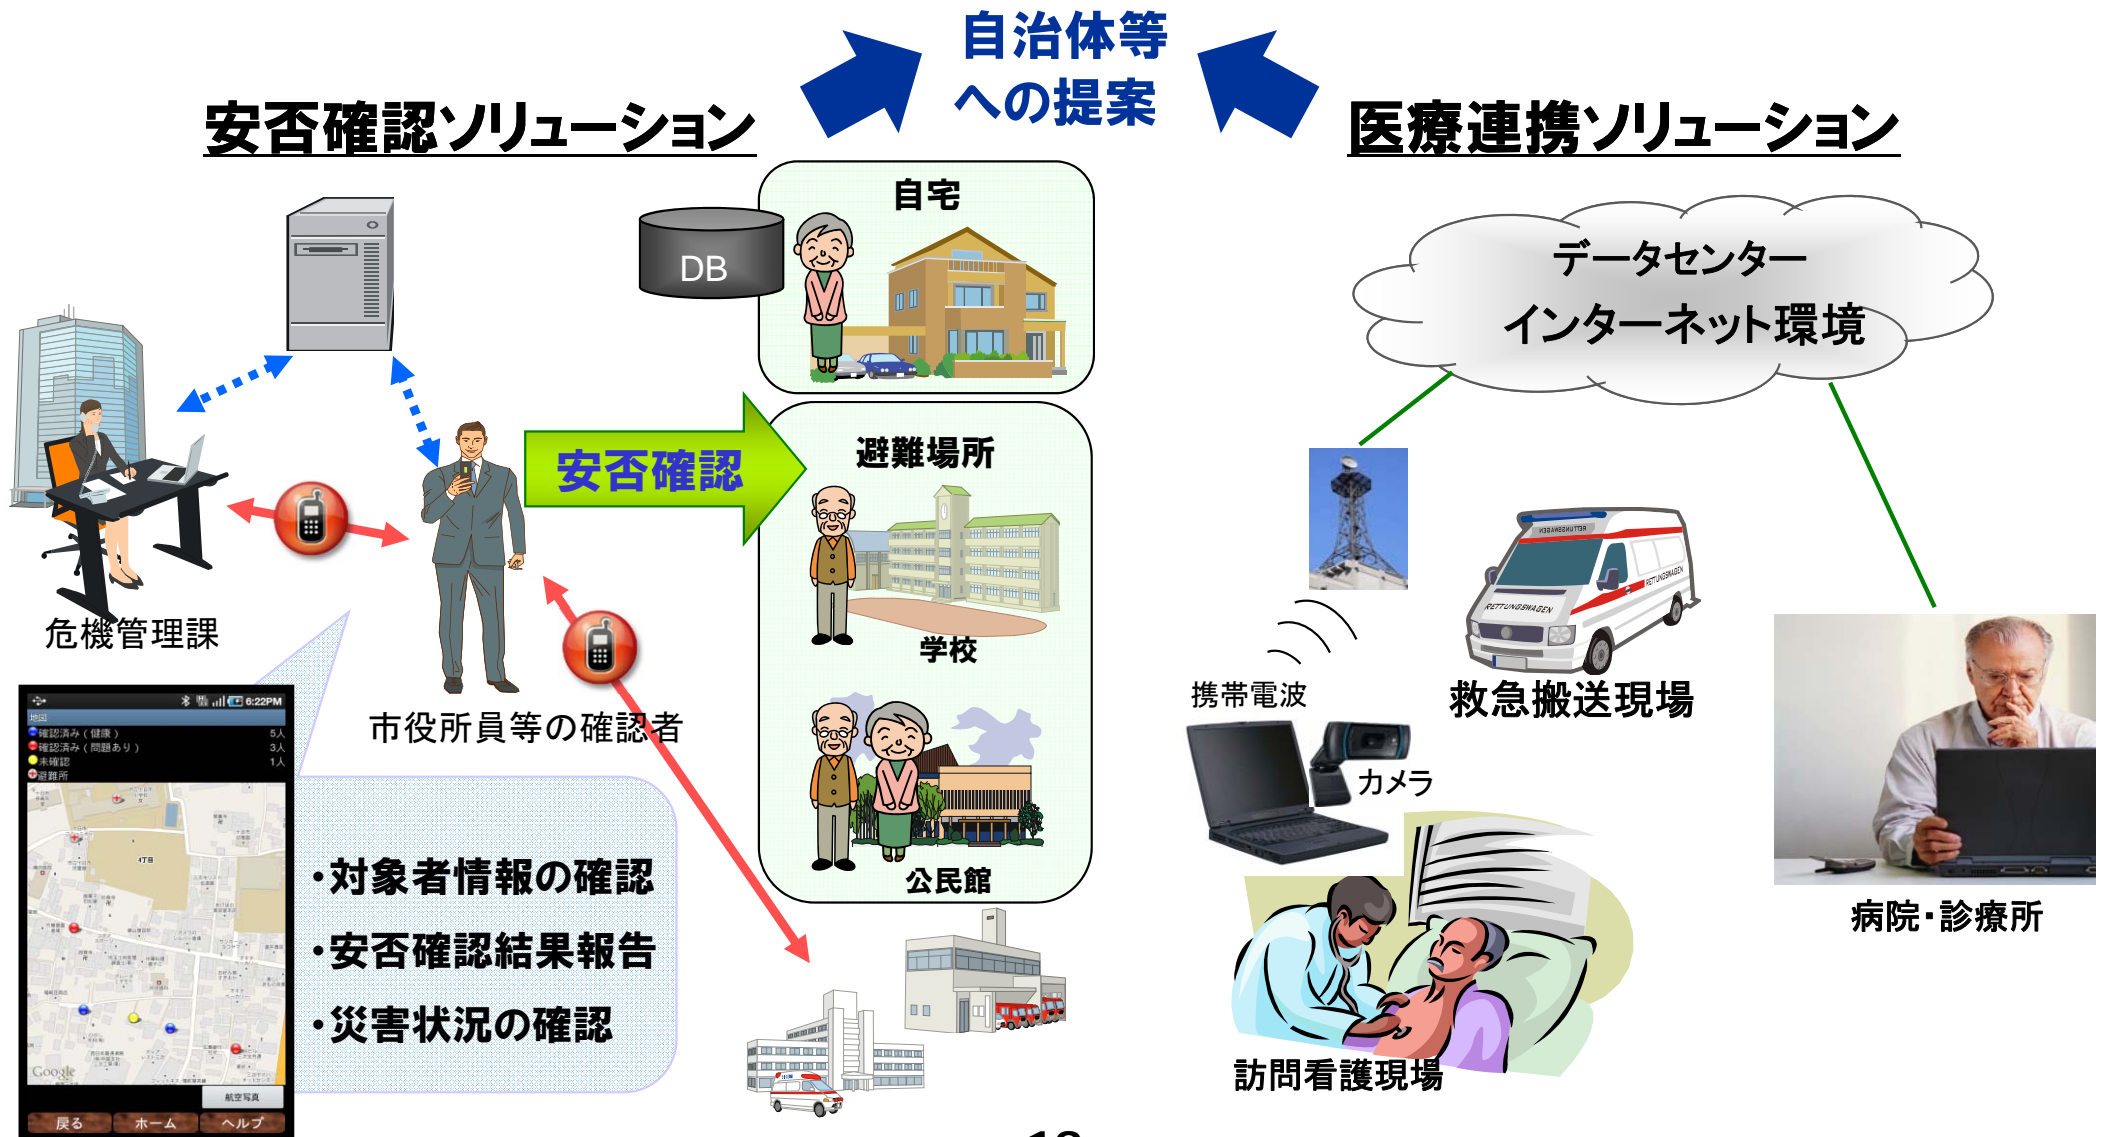 自治体等
への提案
安否確認ソリューション
医療連携ソリューション
自宅
DB
データセンター
インターネット環境
避難場所
安否確認
学校
危機管理課
市役所員等の確認者
公民館
6:22PM
地図
確認済み(健康) 5人
確認済み(問題あり) 3人
未確認 1人
避難所
4丁目
Google
航空写真
戻る ホーム ヘルプ
・対象者情報の確認
・安否確認結果報告
・災害状況の確認
RETTUNGSWAGEN
RETTUNGSWAGEN
救急搬送現場
携帯電波
カメラ
病院・診療所
訪問看護現場